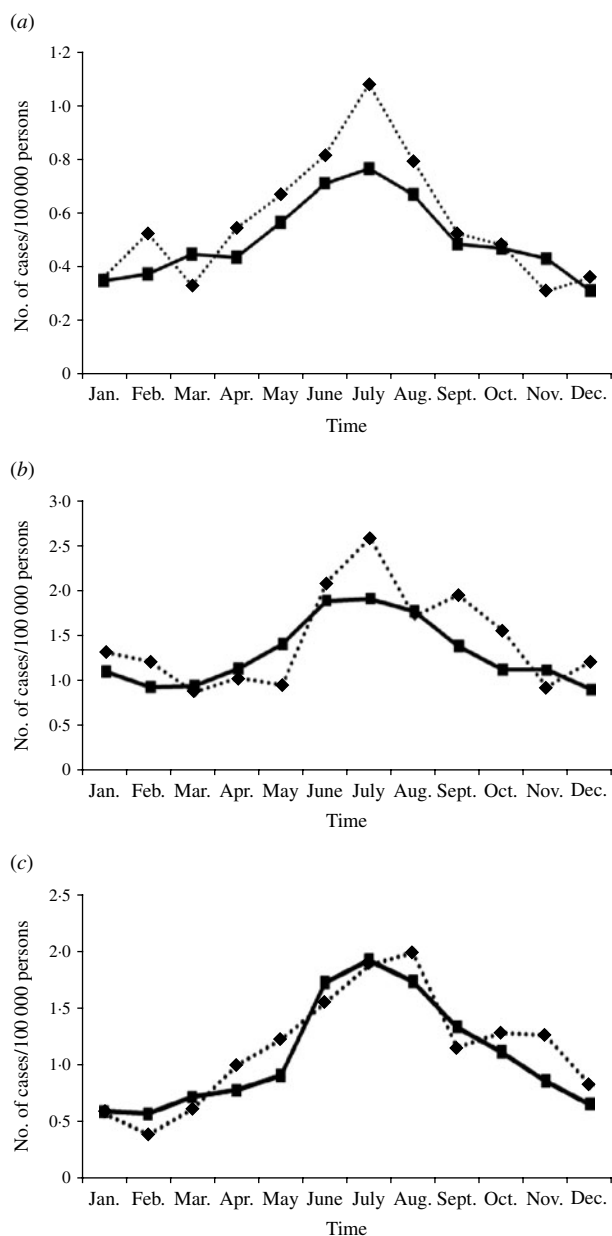 (a)
No. of cases/100 000 persons
1·2
1·0
0·8
0·6
0·4
0·2
0
Jan. Feb. Mar. Apr. May June July Aug. Sept. Oct. Nov. Dec.
Time
(b)
No. of cases/100 000 persons
3·0
2·5
2·0
1·5
1·0
0·5
0
Jan. Feb. Mar. Apr. May June July Aug. Sept. Oct. Nov. Dec.
Time
(c)
No. of cases/100 000 persons
2·5
2·0
1·5
1·0
0·5
0
Jan. Feb. Mar. Apr. May June July Aug. Sept. Oct. Nov. Dec.
Time